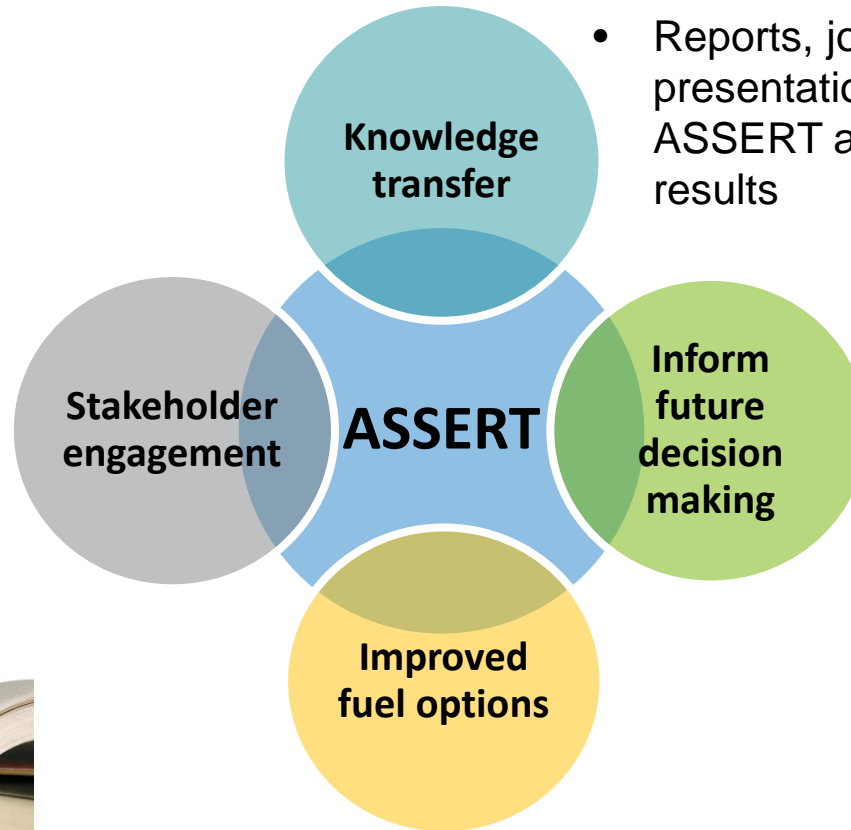 • Reports, jo
presentatio
ASSERT a
results
Knowledge
transfer
Stakeholder
engagement
ASSERT
Inform
future
decision
making
Improved
fuel options